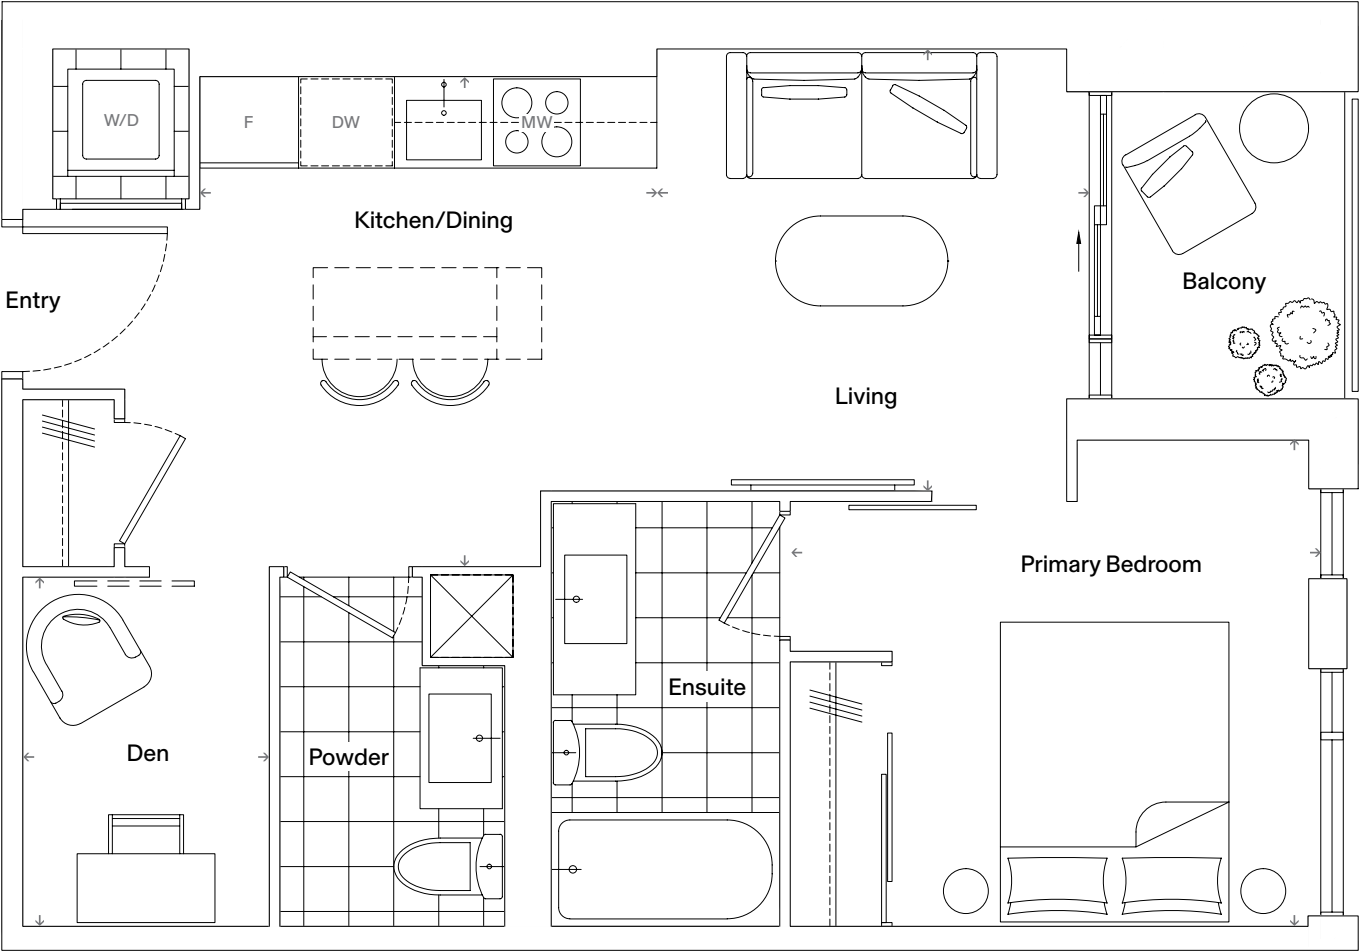 W/D
F
DW
MW
Kitchen/Dining
Balcony
Entry
Living
Primary Bedroom
Ensuite
Den
Powder